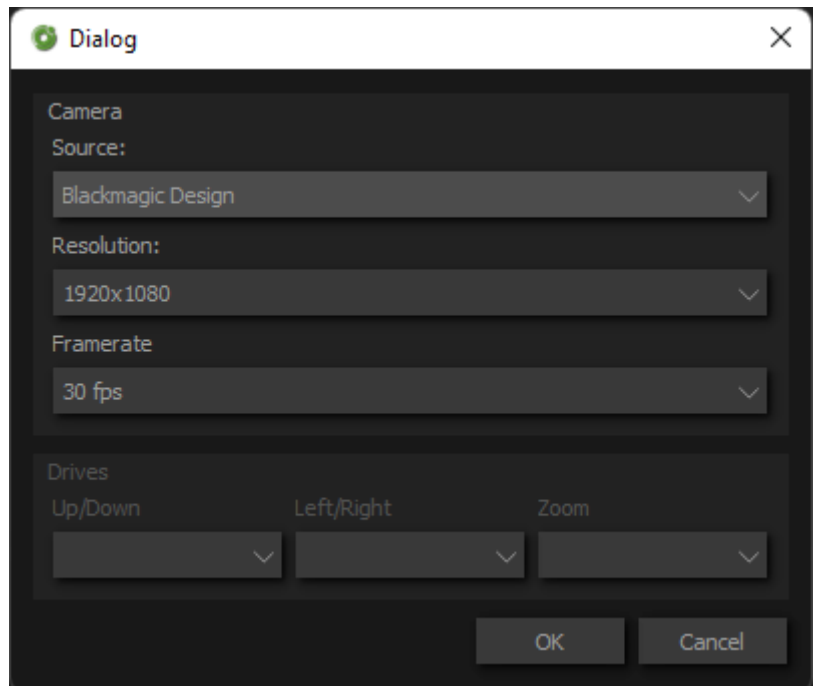 Dialog
Camera
Source:
Blackmagic Design
Resolution:
1920x1080
Framerate
30 fps
Drives
Up/Down Left/Right Zoom
OK Cancel